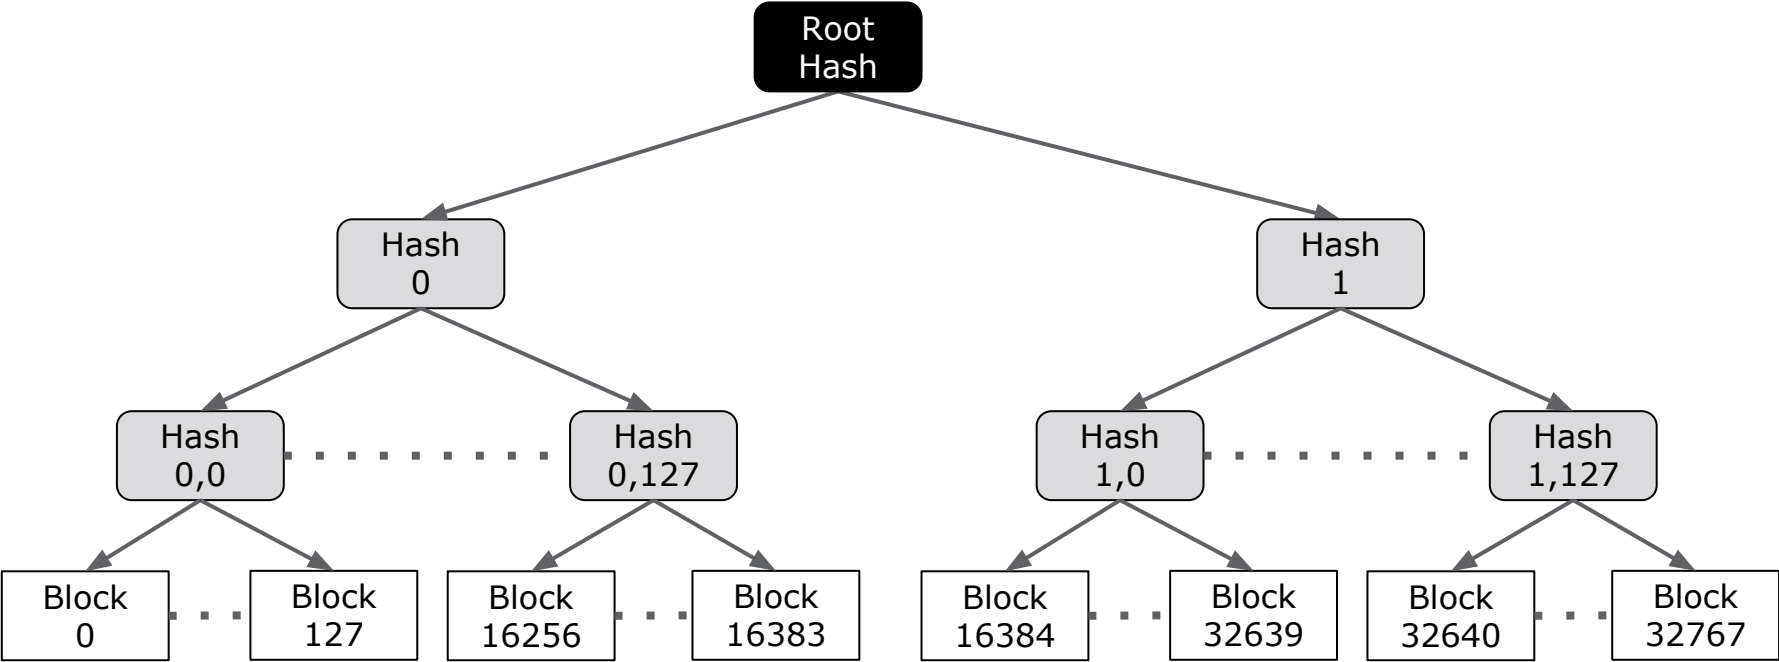 Root
Hash
Hash
0
Hash
1
Hash
0,0
Hash
0,127
Hash
1,0
Hash
1,127
Block
0
Block
127
Block
16256
Block
16383
Block
16384
Block
32639
Block
32640
Block
32767